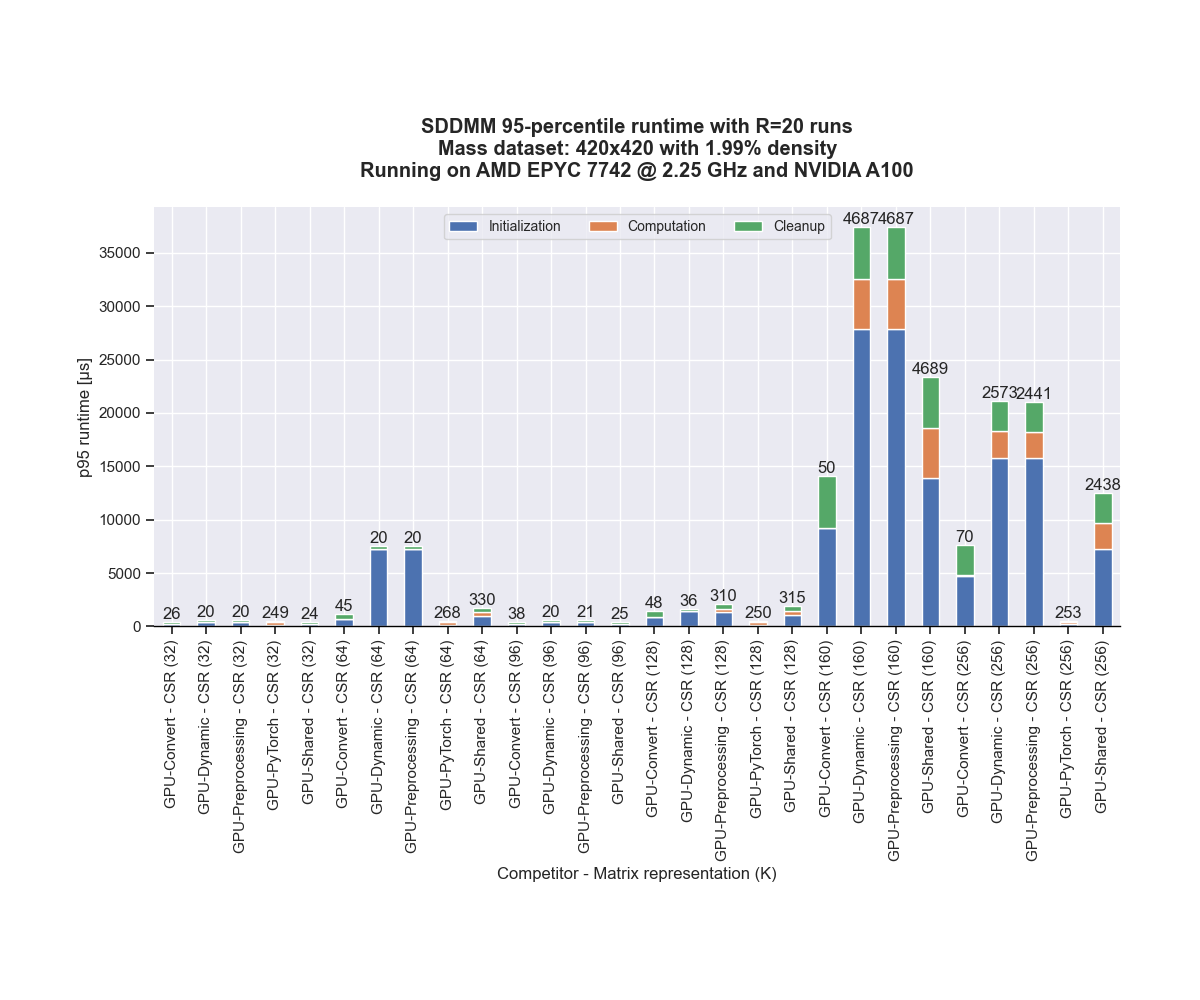 SDDMM 95-percentile runtime with R=20 runs
Mass dataset: 420x420 with 1.99% density
Running on AMD EPYC 7742 @ 2.25 GHz and NVIDIA A100
Initialization
Computation
Cleanup
p95 runtime [µs]
35000
30000
25000
20000
15000
10000
5000
0
26
20
20
249
24
45
20
20
268
330
38
20
21
25
48
36
310
250
315
50
4687
4687
4689
70
2573
2441
253
2438
GPU-Convert - CSR (32)
GPU-Dynamic - CSR (32)
GPU-Preprocessing - CSR (32)
GPU-PyTorch - CSR (32)
GPU-Shared - CSR (32)
GPU-Convert - CSR (64)
GPU-Dynamic - CSR (64)
GPU-Preprocessing - CSR (64)
GPU-PyTorch - CSR (64)
GPU-Shared - CSR (64)
GPU-Convert - CSR (96)
GPU-Dynamic - CSR (96)
GPU-Preprocessing - CSR (96)
GPU-Shared - CSR (96)
GPU-Convert - CSR (128)
GPU-Dynamic - CSR (128)
GPU-Preprocessing - CSR (128)
GPU-PyTorch - CSR (128)
GPU-Shared - CSR (128)
GPU-Convert - CSR (160)
GPU-Dynamic - CSR (160)
GPU-Preprocessing - CSR (160)
GPU-Shared - CSR (160)
GPU-Convert - CSR (256)
GPU-Dynamic - CSR (256)
GPU-Preprocessing - CSR (256)
GPU-PyTorch - CSR (256)
GPU-Shared - CSR (256)
Competitor - Matrix representation (K)